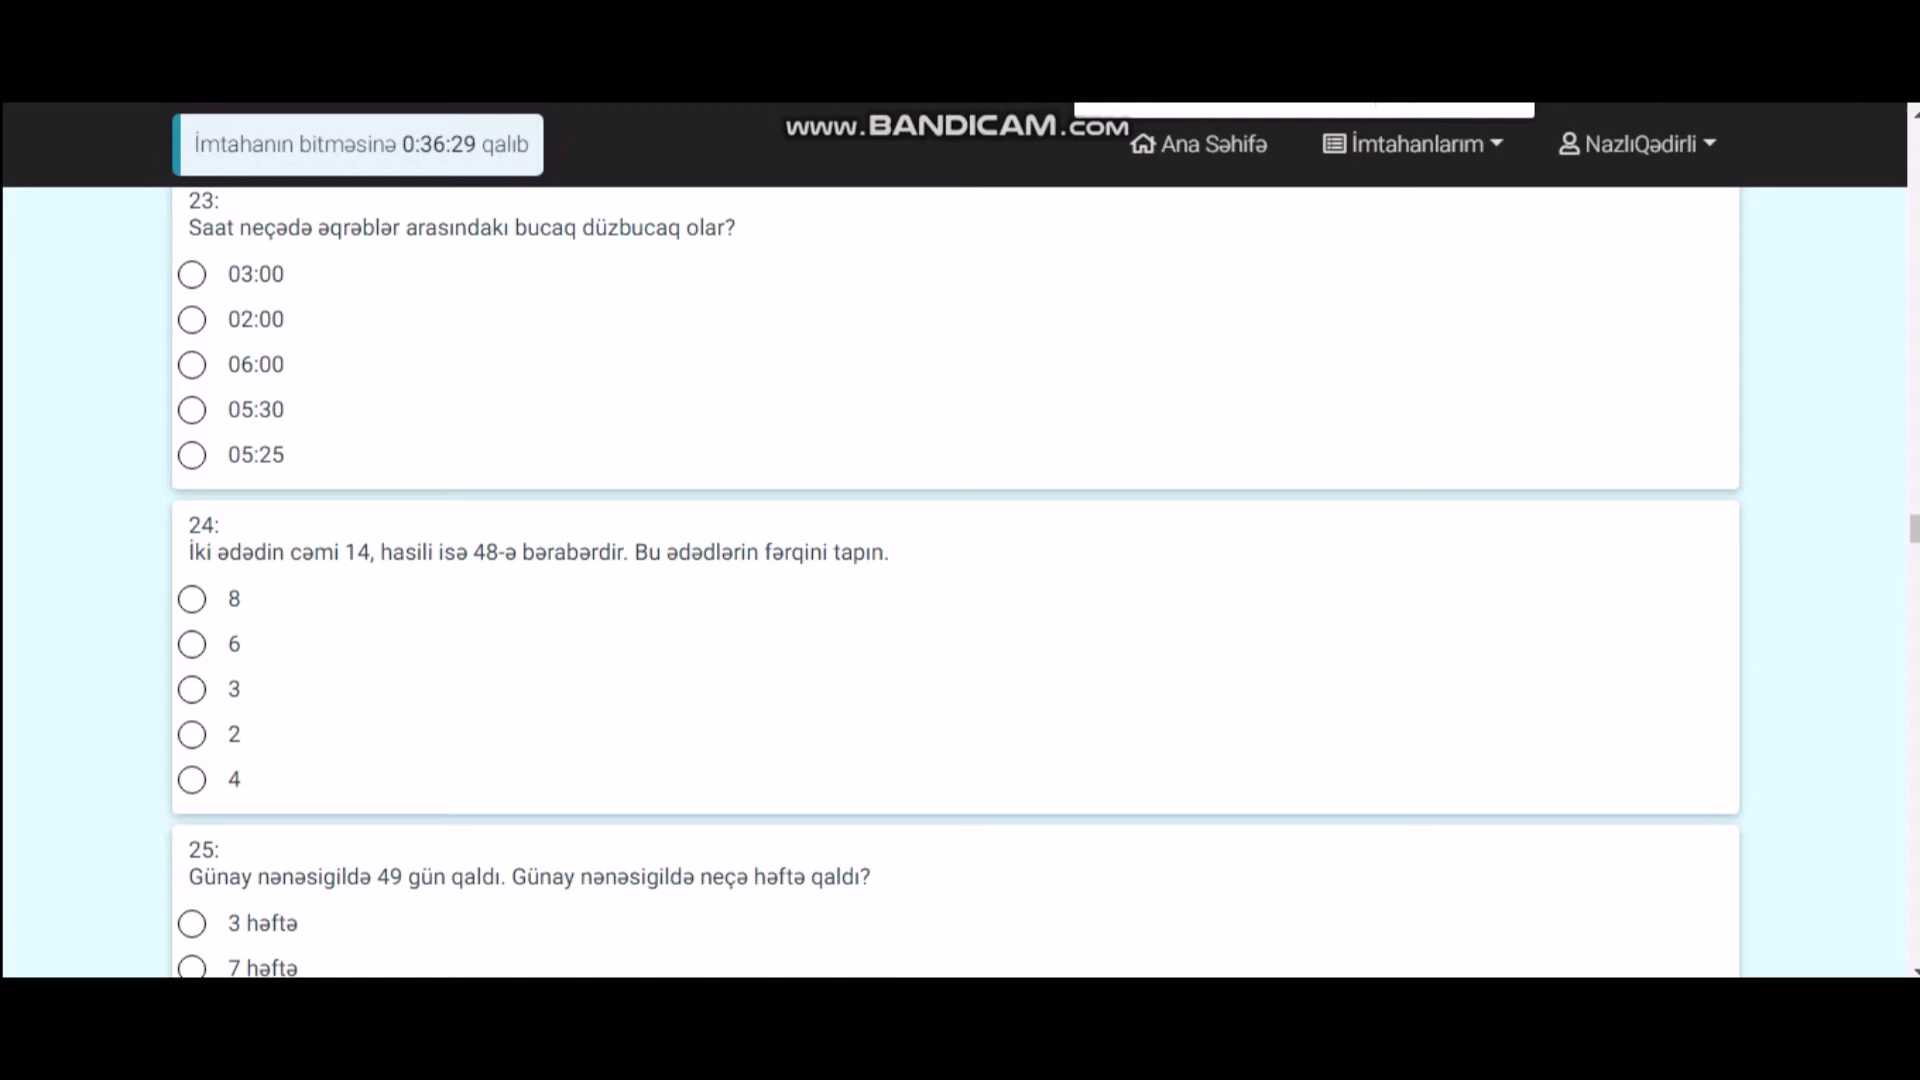 www.BANDICAM.COM
İmtahanın bitməsinə 0:36:29 qalıb
Ana Səhifə
İmtahanlarım
NazlıQədirli
23:
Saat neçədə əqrəblər arasındakı bucaq düzbucaq olar?
03:00
02:00
06:00
05:30
05:25
24:
İki ədədin cəmi 14, hasili isə 48-ə bərabərdir. Bu ədədlərin fərqini tapın.
8
6
3
2
4
25:
Günay nənəsigildə 49 gün qaldı. Günay nənəsigildə neçə həftə qaldı?
3 həftə
7 həftə